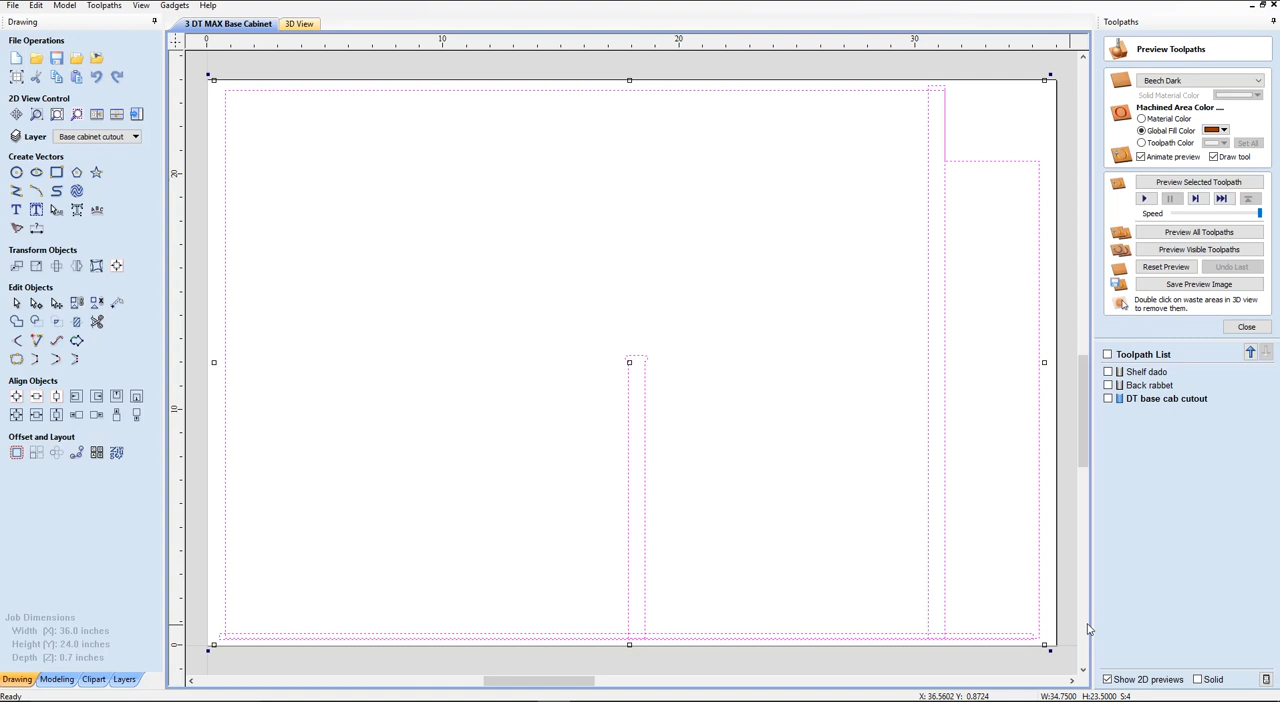 File Edit Model Toolpaths View Gadgets Help
Drawing
3 DT MAX Base Cabinet 3D View
Toolpaths
File Operations
2D View Control
Layer Base cabinet cutout
Create Vectors
Transform Objects
Edit Objects
Align Objects
Offset and Layout
Job Dimensions
Width [X]: 36.0 inches
Height [Y]: 24.0 inches
Depth [Z]: 0.7 inches
Drawing Modeling Clipart Layers
Ready
0 10 20 30
20
10
0
Preview Toolpaths
Beech Dark
Solid Material Color
Machined Area Color ....
Material Color
Global Fill Color
Toolpath Color Set All
Animate preview Draw tool
Preview Selected Toolpath
Speed
Preview All Toolpaths
Preview Visible Toolpaths
Reset Preview Undo Last
Save Preview Image
Double click on waste areas in 3D view
to remove them.
Close
Toolpath List
Shelf dado
Back rabbet
DT base cab cutout
Show 2D previews Solid
X: 36.5602 Y: 0.8724 W:34.7500 H:23.5000 S:4